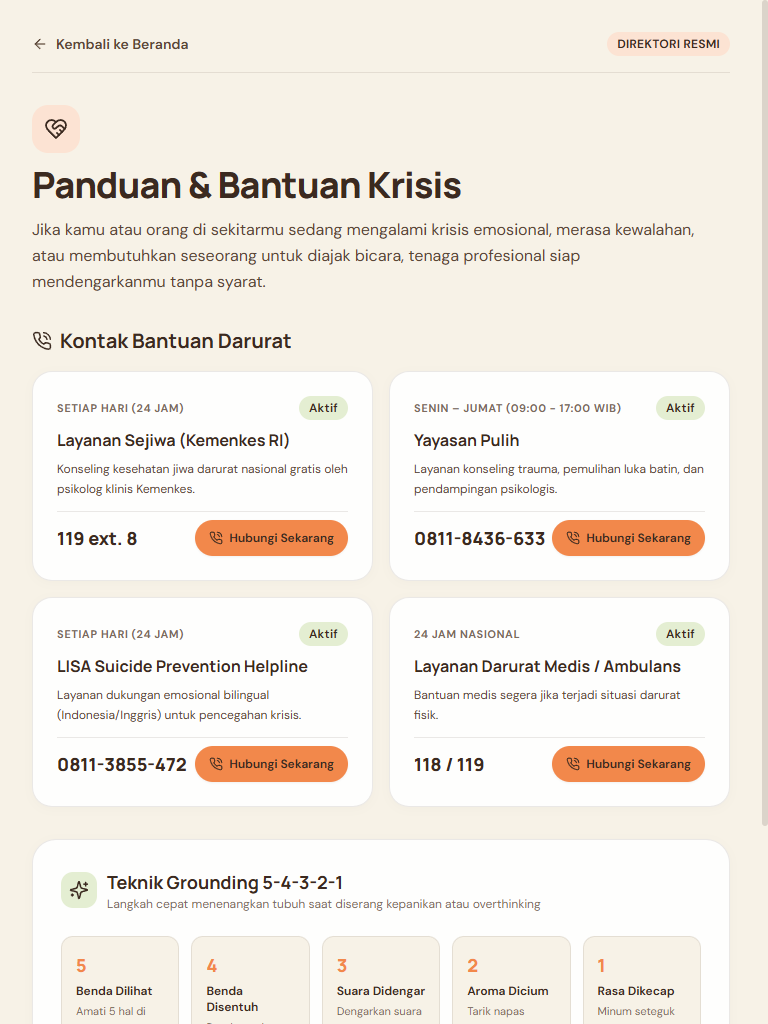 Kembali ke Beranda
DIREKTORI RESMI
Panduan & Bantuan Krisis
Jika kamu atau orang di sekitarmu sedang mengalami krisis emosional, merasa kewalahan,
atau membutuhkan seseorang untuk diajak bicara, tenaga profesional siap
mendengarkanmu tanpa syarat.
Kontak Bantuan Darurat
SETIAP HARI (24 JAM)
Aktif
Layanan Sejiwa (Kemenkes RI)
Konseling kesehatan jiwa darurat nasional gratis oleh
psikolog klinis Kemenkes.
119 ext. 8
Hubungi Sekarang
SENIN – JUMAT (09:00 - 17:00 WIB)
Aktif
Yayasan Pulih
Layanan konseling trauma, pemulihan luka batin, dan
pendampingan psikologis.
0811-8436-633
Hubungi Sekarang
SETIAP HARI (24 JAM)
Aktif
LISA Suicide Prevention Helpline
Layanan dukungan emosional bilingual
(Indonesia/Inggris) untuk pencegahan krisis.
0811-3855-472
Hubungi Sekarang
24 JAM NASIONAL
Aktif
Layanan Darurat Medis / Ambulans
Bantuan medis segera jika terjadi situasi darurat
fisik.
118 / 119
Hubungi Sekarang
Teknik Grounding 5-4-3-2-1
Langkah cepat menenangkan tubuh saat diserang kepanikan atau overthinking
5
Benda Dilihat
Amati 5 hal di
4
Benda
Disentuh
3
Suara Didengar
Dengarkan suara
2
Aroma Dicium
Tarik napas
1
Rasa Dikecap
Minum seteguk